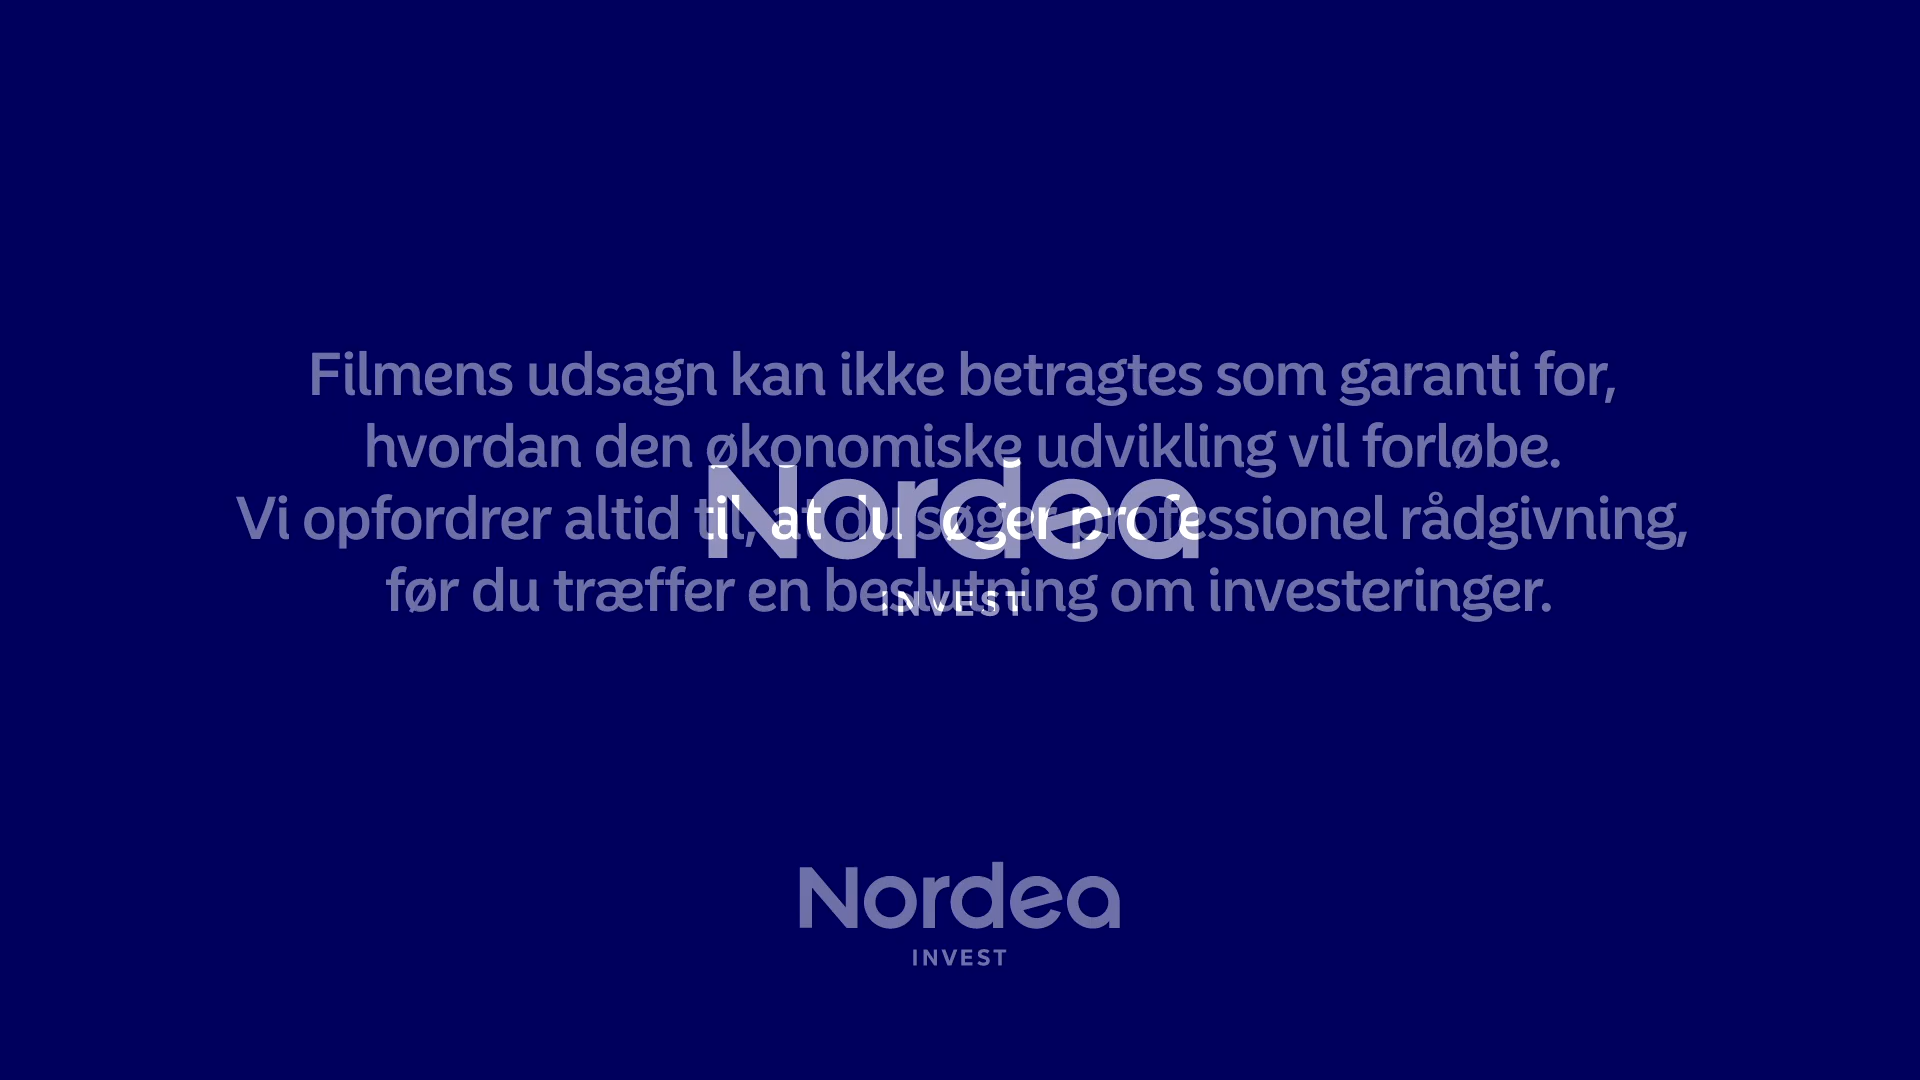 Filmens udsagn kan ikke betragtes som garanti for,
hvordan den økonomiske udvikling vil forløbe.
Nordea
Vi opfordrer altid til, at du søger professionel rådgivning,
før du træffer en beslutning om investeringer.
INVEST
Nordea
INVEST